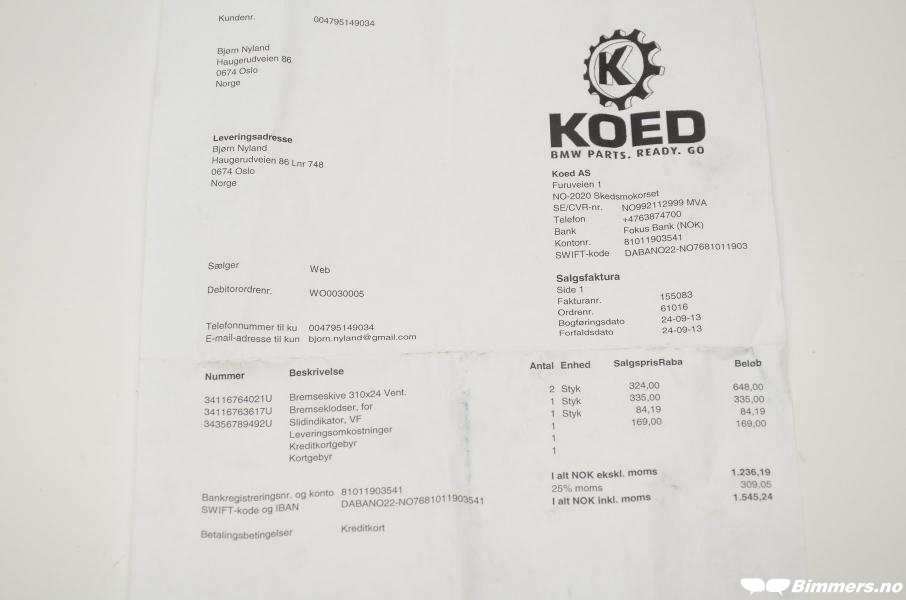 Kundenr. 004795149034
Bjørn Nyland
Haugerudveien 86
0674 Oslo
Norge
K
KOED
BMW PARTS. READY. GO
Leveringsadresse
Bjørn Nyland
Haugerudveien 86 Lnr 748
0674 Oslo
Norge
Koed AS
Furuveien 1
NO-2020 Skedsmokorset
SE/CVR-nr. NO992112999 MVA
Telefon +4763874700
Bank Fokus Bank (NOK)
Kontonr. 81011903541
SWIFT-kode DABANO22-NO7681011903
Sælger Web
Debitorordrenr. WO0030005
Salgsfaktura
Side 1
Fakturanr. 155083
Ordrenr. 61016
Bogføringsdato 24-09-13
Forfaldsdato 24-09-13
Telefonnummer til ku 004795149034
E-mail-adresse til kun bjorn.nyland@gmail.com
Nummer Beskrivelse Antal Enhed SalgsprisRaba Beløb
34116764021U Bremseskive 310x24 Vent. 2 Styk 324,00 648,00
34116763617U Bremseklodser, for 1 Styk 335,00 335,00
34356789492U Slidindikator, VF 1 Styk 84,19 84,19
Leveringsomkostninger 1 169,00 169,00
Kreditkortgebyr 1
Kortgebyr 1
I alt NOK ekskl. moms 1.236,19
25% moms 309,05
I alt NOK inkl. moms 1.545,24
Bankregistreringsnr. og konto 81011903541
SWIFT-kode og IBAN DABANO22-NO7681011903541
Betalingsbetingelser Kreditkort
Bimmers.no